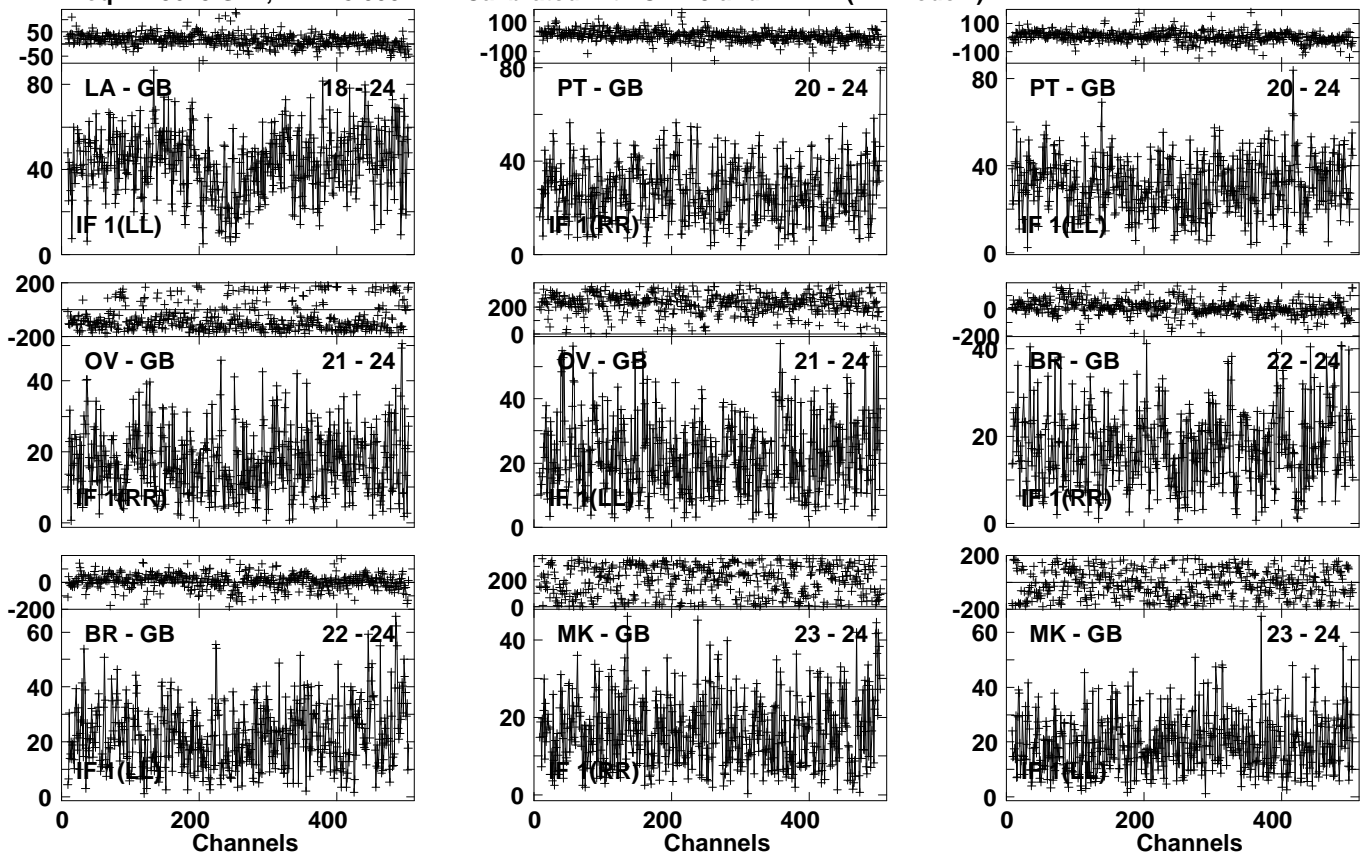 50
-50
80
40
0
LA - GB 18 - 24
IF 1(LL)
100
-100
80
40
0
PT - GB 20 - 24
IF 1(RR)
100
-100
80
60
40
20
0
PT - GB 20 - 24
IF 1(LL)
200
-200
40
20
0
OV - GB 21 - 24
IF 1(RR)
200
0
40
20
0
OV - GB 21 - 24
IF 1(LL)
0
-200
40
20
0
BR - GB 22 - 24
IF 1(RR)
0
-200
60
40
20
0
BR - GB 22 - 24
IF 1(LL)
0 200 400
Channels
200
0
40
20
0
MK - GB 23 - 24
IF 1(RR)
0 200 400
Channels
200
-200
60
40
20
0
MK - GB 23 - 24
IF 1(LL)
0 200 400
Channels